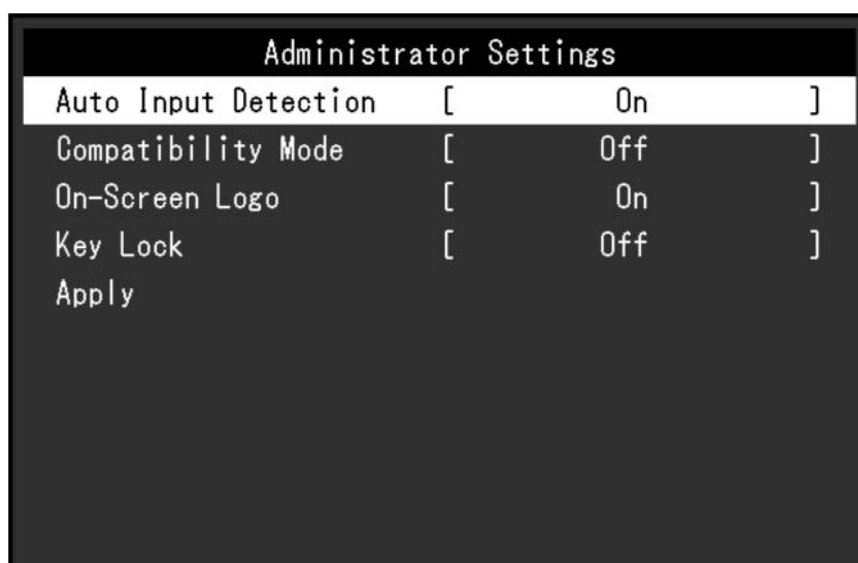 Administrator Settings
Auto Input Detection [ On ]
Compatibility Mode [ Off ]
On-Screen Logo [ On ]
Key Lock [ Off ]
Apply